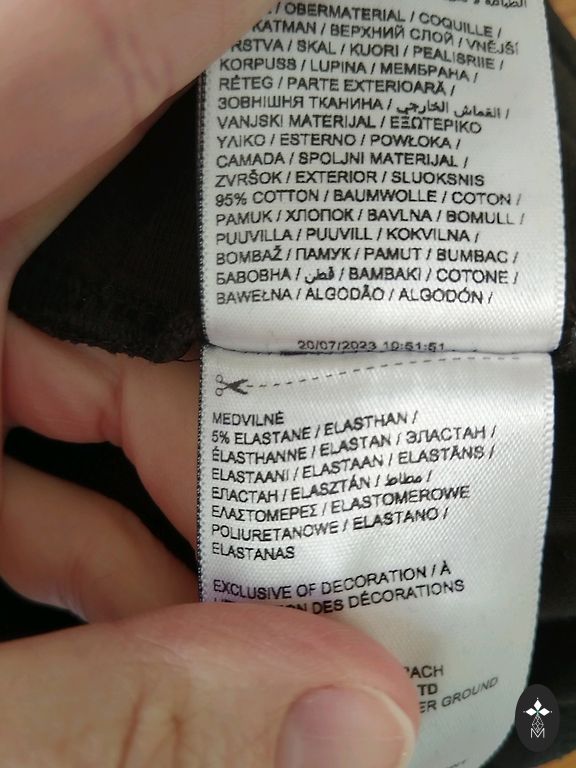 / OBERMATERIAL / COQUILLE /
KATMAN / ВЕРХНИЙ СЛОЙ / VNĚJŠÍ
VRSTVA / SKAL / KUORI / PEALISRIIE /
KORPUSS / LUPINA / МЕМБРАНА /
RÉTEG / PARTE EXTERIOARĂ /
ЗОВНІШНЯ ТКАНИНА / القماش الخارجي /
VANJSKI MATERIJAL / ΕΞΩΤΕΡΙΚΟ
ΥΛΙΚΟ / ESTERNO / POWŁOKA /
CAMADA / SPOLJNI MATERIJAL /
ZVRŠOK / EXTERIOR / SLUOKSNIS
95% COTTON / BAUMWOLLE / COTON /
PAMUK / ХЛОПОК / BAVLNA / BOMULL /
PUUVILLA / PUUVILL / KOKVILNA /
BOMBAŽ / ПАМУК / PAMUT / BUMBAC /
БАВОВНА / قطن / ΒΑΜΒΑΚΙ / COTONE /
BAWEŁNA / ALGODÃO / ALGODÓN /
20/07/2023 10:51:51
MEDVILNĖ
5% ELASTANE / ELASTHAN /
ÉLASTHANNE / ELASTAN / ЭЛАСТАН /
ELASTAANI / ELASTAAN / ELASTĀNS /
ЕЛАСТАН / ELASZTÁN / مطاط /
ΕΛΑΣΤΟΜΕΡΕΣ / ELASTOMEROWE
POLIURETANOWE / ELASTANO /
ELASTANAS
EXCLUSIVE OF DECORATION / À
DES DÉCORATIONS
GROUND